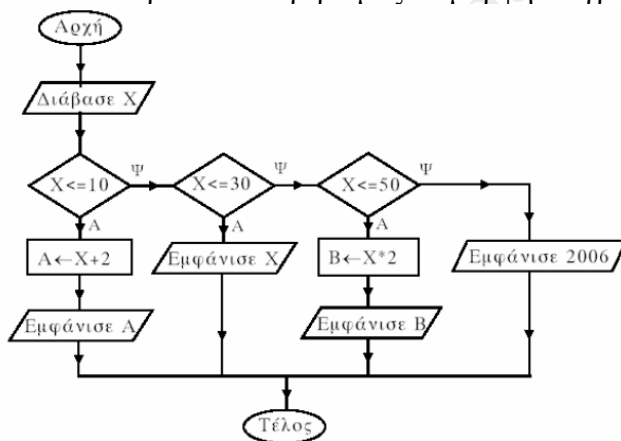 Αρχή
Διάβασε Χ
Ψ Ψ Ψ
Χ<=10 Χ<=30 Χ<=50
Α Α Α
Α←Χ+2 Εμφάνισε Χ Β←Χ*2 Εμφάνισε 2006
Εμφάνισε Α Εμφάνισε Β
Τέλος